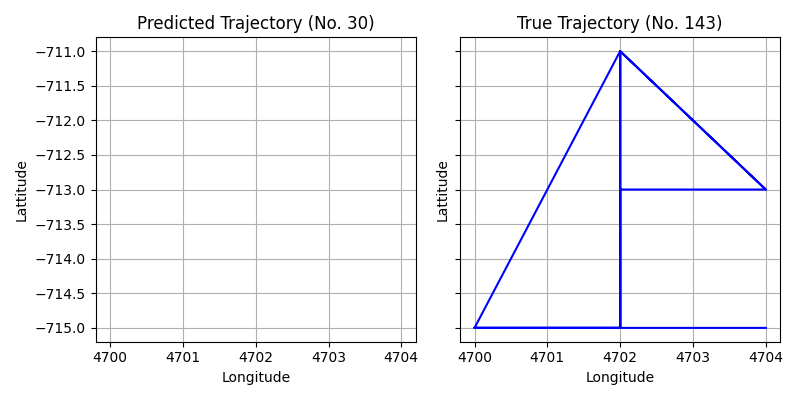 Predicted Trajectory (No. 30)
−711.0
−711.5
−712.0
−712.5
−713.0
−713.5
−714.0
−714.5
−715.0
Lattitude
4700 4701 4702 4703 4704
Longitude
True Trajectory (No. 143)
Lattitude
4700 4701 4702 4703 4704
Longitude